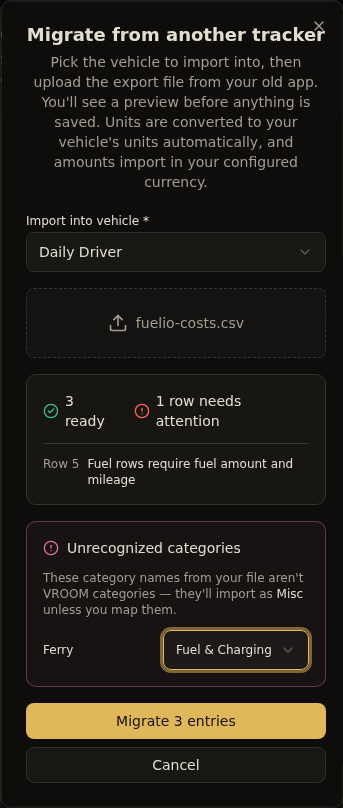 Migrate from another tracker
Pick the vehicle to import into, then
upload the export file from your old app.
You'll see a preview before anything is
saved. Units are converted to your
vehicle's units automatically, and
amounts import in your configured
currency.
Import into vehicle *
Daily Driver
fuelio-costs.csv
3 ready
1 row needs attention
Row 5 Fuel rows require fuel amount and
mileage
Unrecognized categories
These category names from your file aren't
VROOM categories — they'll import as Misc
unless you map them.
Ferry
Fuel & Charging
Migrate 3 entries
Cancel